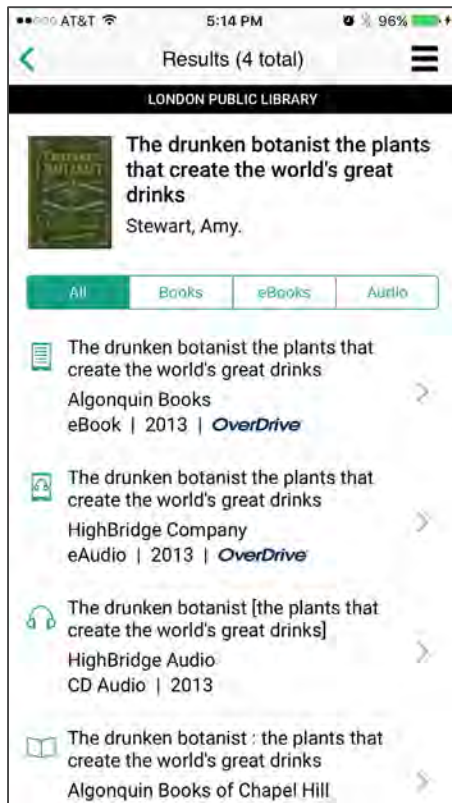 AT&T 5:14 PM 96%
Results (4 total)
LONDON PUBLIC LIBRARY
The drunken botanist the plants
that create the world's great
drinks
Stewart, Amy.
All Books eBooks Audio
The drunken botanist the plants that
create the world's great drinks
Algonquin Books
eBook | 2013 | OverDrive
The drunken botanist the plants that
create the world's great drinks
HighBridge Company
eAudio | 2013 | OverDrive
The drunken botanist [the plants that
create the world's great drinks]
HighBridge Audio
CD Audio | 2013
The drunken botanist : the plants that
create the world's great drinks
Algonquin Books of Chapel Hill